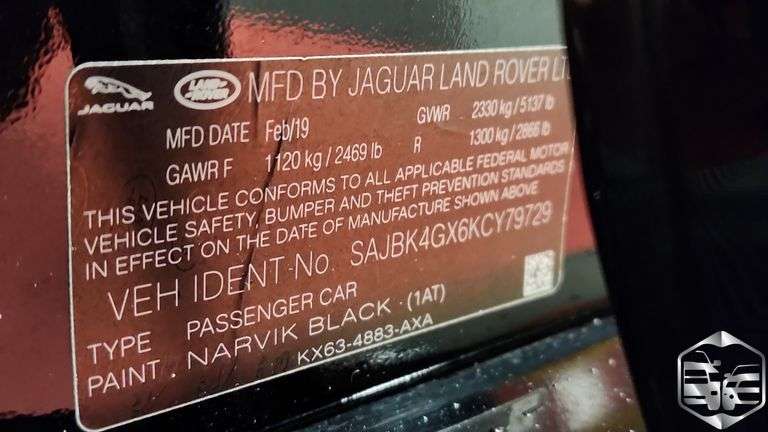 JAGUAR LAND ROVER MFD BY JAGUAR LAND ROVER LT
MFD DATE Feb/19 GVWR 2330 kg / 5137 lb
GAWR F 1120 kg / 2469 lb R 1300 kg / 2866 lb
THIS VEHICLE CONFORMS TO ALL APPLICABLE FEDERAL MOTOR
VEHICLE SAFETY, BUMPER AND THEFT PREVENTION STANDARDS
IN EFFECT ON THE DATE OF MANUFACTURE SHOWN ABOVE
VEH IDENT-No. SAJBK4GX6KCY79729
TYPE PASSENGER CAR
PAINT. NARVIK BLACK (1AT)
KX63-4883-AXA